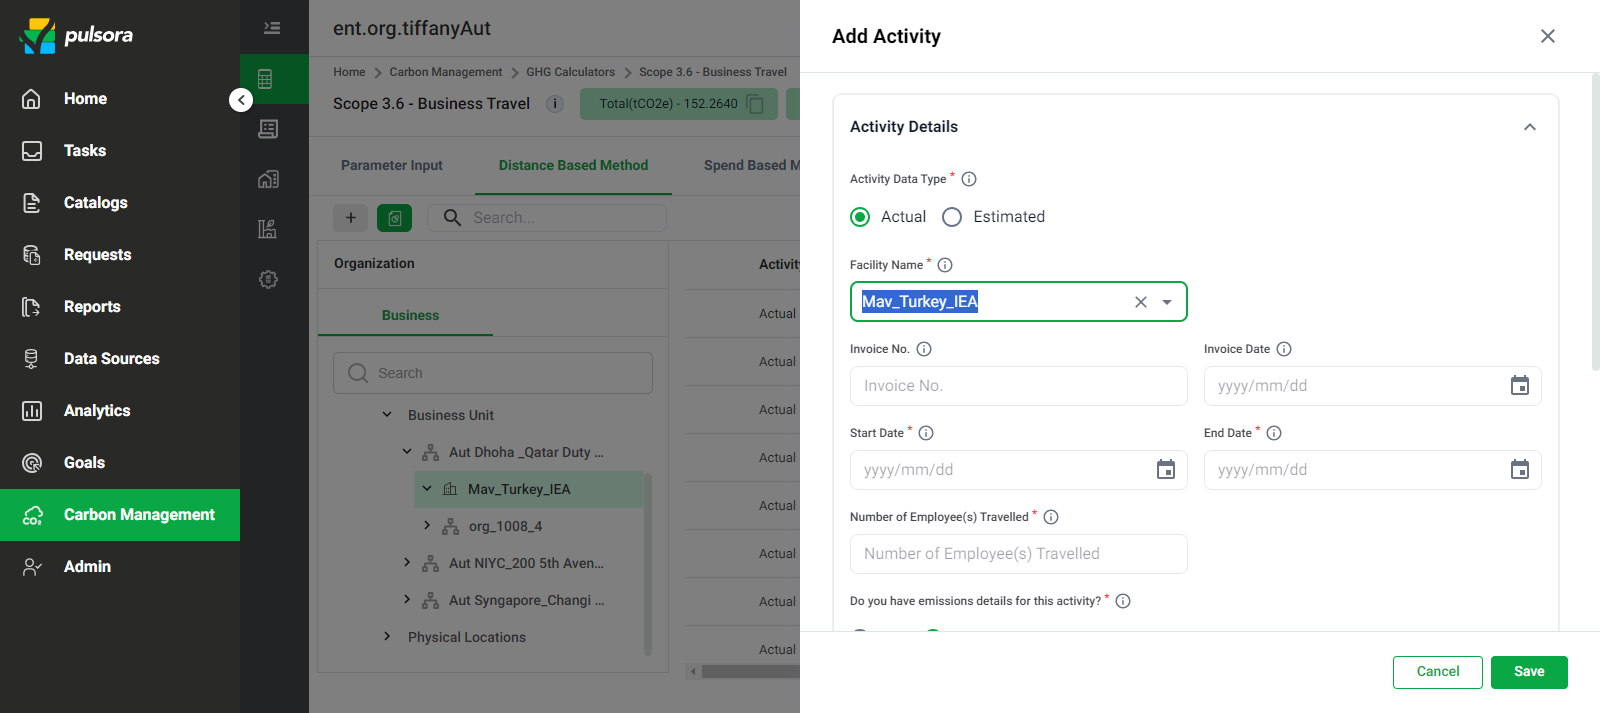 pulsora
Home
Tasks
Catalogs
Requests
Reports
Data Sources
Analytics
Goals
Carbon Management
Admin
ent.org.tiffanyAut
Home > Carbon Management > GHG Calculators > Scope 3.6 - Business Travel
Scope 3.6 - Business Travel
Total(tCO2e) - 152.2640
Parameter Input
Distance Based Method
Spend Based M
Search...
Organization
Business
Search
Business Unit
Aut Dhoha _Qatar Duty ...
Mav_Turkey_IEA
org_1008_4
Aut NIYC_200 5th Aven...
Aut Syngapore_Changi ...
Physical Locations
Activity
Actual
Actual
Actual
Actual
Actual
Actual
Actual
Actual
Add Activity
Activity Details
Activity Data Type *
Actual
Estimated
Facility Name *
Mav_Turkey_IEA
Invoice No.
Invoice Date
Invoice No.
yyyy/mm/dd
Start Date *
End Date *
yyyy/mm/dd
yyyy/mm/dd
Number of Employee(s) Travelled *
Number of Employee(s) Travelled
Do you have emissions details for this activity? *
Cancel
Save